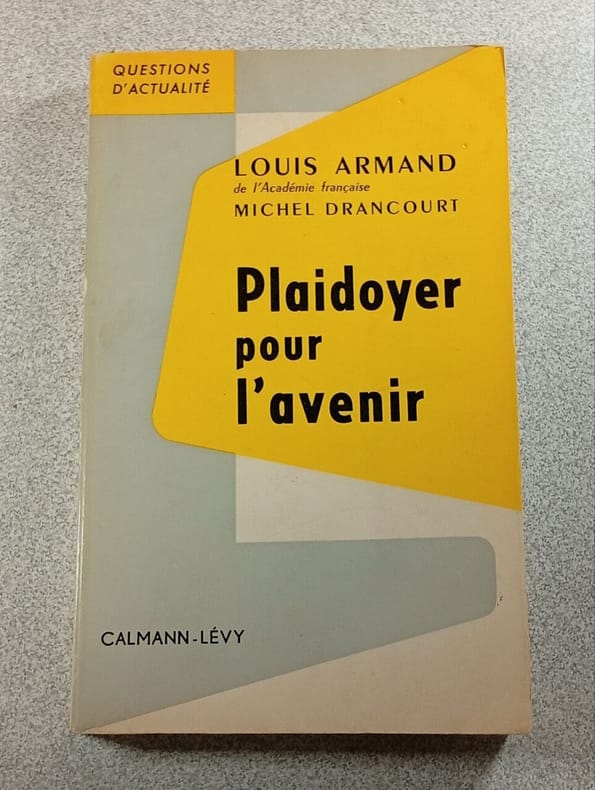 QUESTIONS
D'ACTUALITÉ
LOUIS ARMAND
de l'Académie française
MICHEL DRANCOURT
Plaidoyer
pour
l'avenir
CALMANN-LÉVY